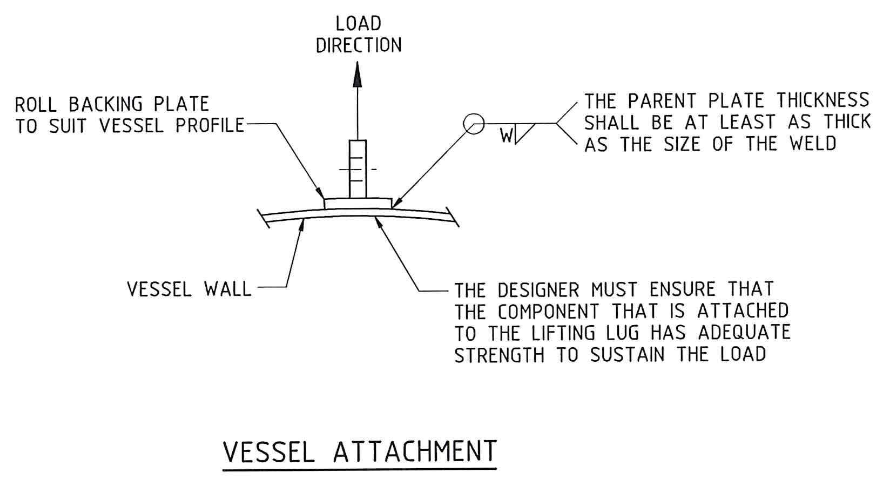 LOAD
DIRECTION
ROLL BACKING PLATE
TO SUIT VESSEL PROFILE
THE PARENT PLATE THICKNESS
SHALL BE AT LEAST AS THICK
AS THE SIZE OF THE WELD
W
VESSEL WALL
THE DESIGNER MUST ENSURE THAT
THE COMPONENT THAT IS ATTACHED
TO THE LIFTING LUG HAS ADEQUATE
STRENGTH TO SUSTAIN THE LOAD
VESSEL ATTACHMENT